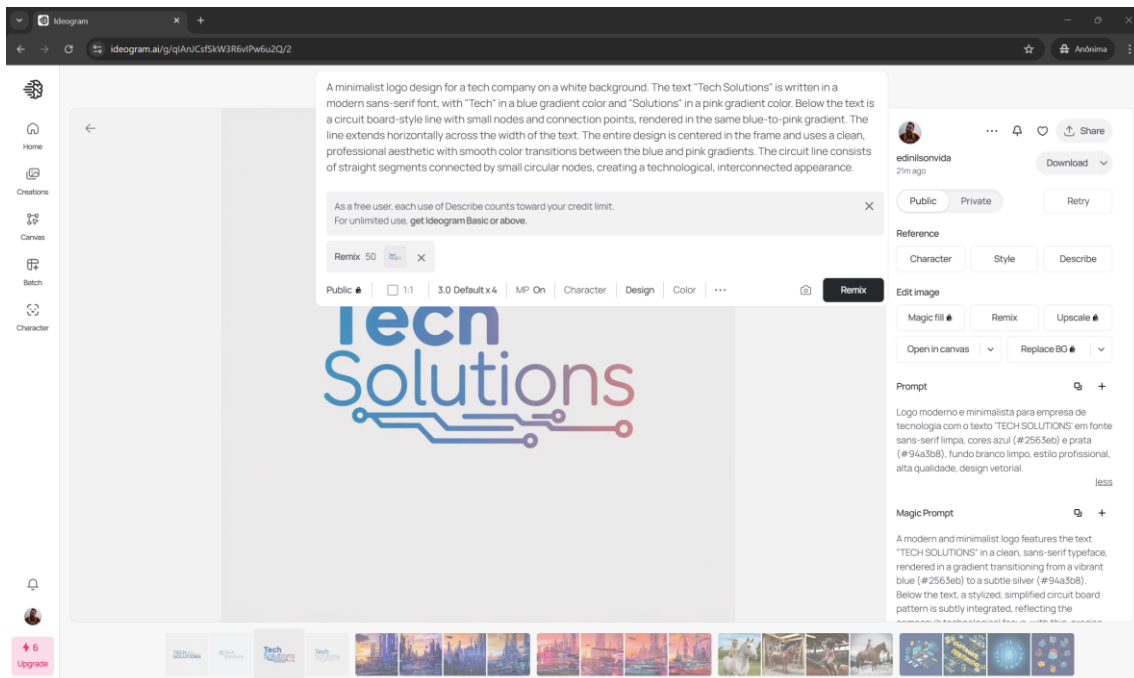 Ideogram
ideogram.ai/g/qIAnJCsfSkW3R6vlPw6u2Q/2
Anônima
Home
Creations
Canvas
Batch
Character
6
Upgrade
A minimalist logo design for a tech company on a white background. The text "Tech Solutions" is written in a
modern sans-serif font, with "Tech" in a blue gradient color and "Solutions" in a pink gradient color. Below the text is
a circuit board-style line with small nodes and connection points, rendered in the same blue-to-pink gradient. The
line extends horizontally across the width of the text. The entire design is centered in the frame and uses a clean,
professional aesthetic with smooth color transitions between the blue and pink gradients. The circuit line consists
of straight segments connected by small circular nodes, creating a technological, interconnected appearance.
As a free user, each use of Describe counts toward your credit limit.
For unlimited use, get Ideogram Basic or above.
Remix 50
Public 1:1 3.0 Default x 4 MP On Character Design Color ... Remix
Tech
Solutions
Share
edinilsonvida
21m ago
Download
Public Private Retry
Reference
Character Style Describe
Edit image
Magic fill Remix Upscale
Open in canvas Replace BG
Prompt
Logo moderno e minimalista para empresa de
tecnologia com o texto 'TECH SOLUTIONS' em fonte
sans-serif limpa, cores azul (#2563eb) e prata
(#94a3b8), fundo branco limpo, estilo profissional,
alta qualidade, design vetorial.
less
Magic Prompt
A modern and minimalist logo features the text
"TECH SOLUTIONS" in a clean, sans-serif typeface,
rendered in a gradient transitioning from a vibrant
blue (#2563eb) to a subtle silver (#94a3b8).
Below the text, a stylized, simplified circuit board
pattern is subtly integrated, reflecting the
TECH
SOLUTIONS
Tech
Solutions
Tech
Solutions